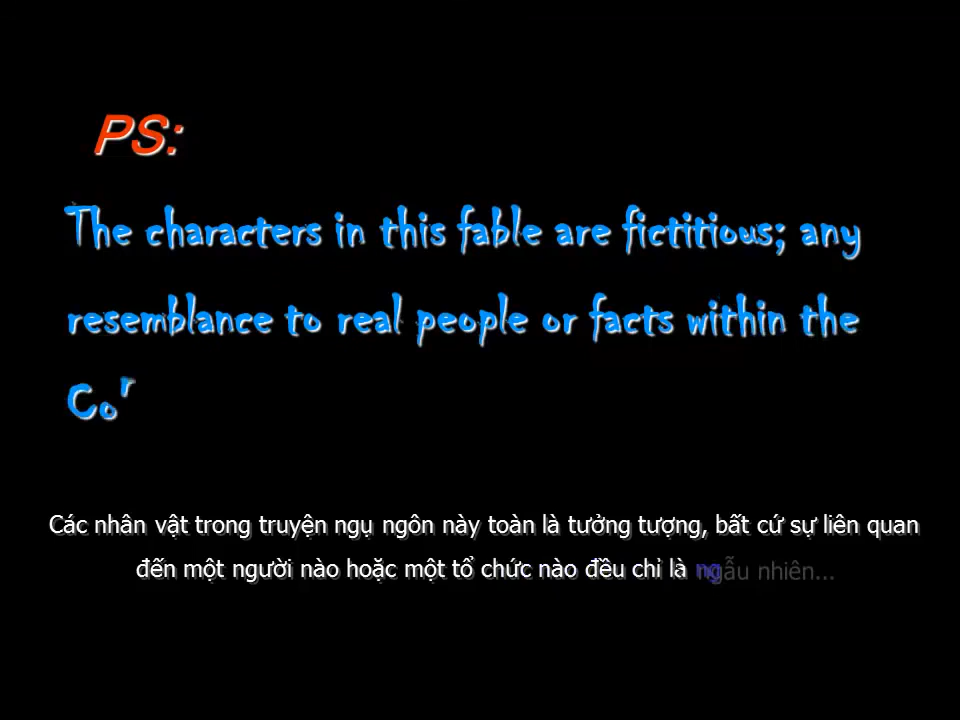 PS:
The characters in this fable are fictitious; any
resemblance to real people or facts within the
Cor
Các nhân vật trong truyện ngụ ngôn này toàn là tưởng tượng, bất cứ sự liên quan
đến một người nào hoặc một tổ chức nào đều chỉ là ngẫu nhiên...